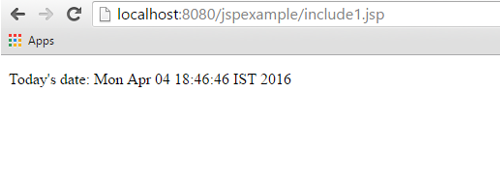 localhost:8080/jspexample/include1.jsp
Apps
Today's date: Mon Apr 04 18:46:46 IST 2016